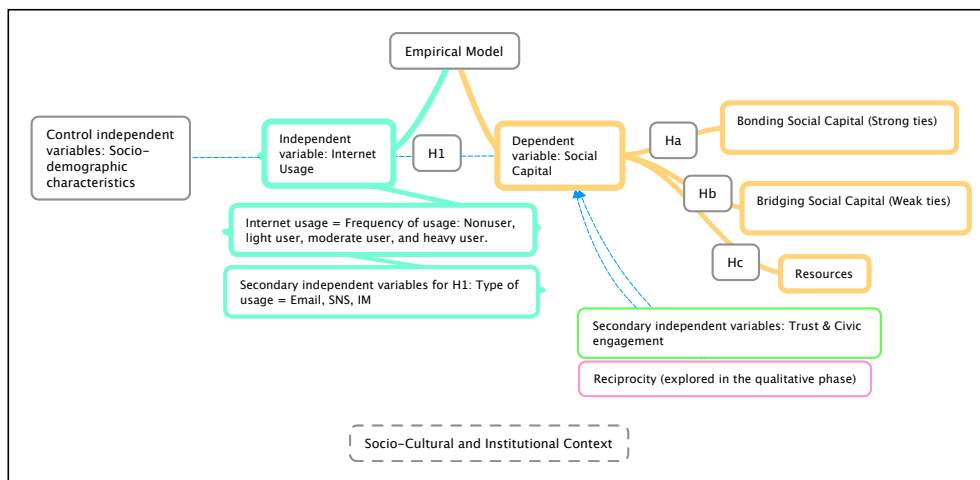 Empirical Model
Control independent
variables: Socio-
demographic
characteristics
Independent
variable: Internet
Usage
H1
Dependent
variable: Social
Capital
Ha
Bonding Social Capital (Strong ties)
Hb
Bridging Social Capital (Weak ties)
Hc
Resources
Internet usage = Frequency of usage: Nonuser,
light user, moderate user, and heavy user.
Secondary independent variables for H1: Type of
usage = Email, SNS, IM
Secondary independent variables: Trust & Civic
engagement
Reciprocity (explored in the qualitative phase)
Socio-Cultural and Institutional Context